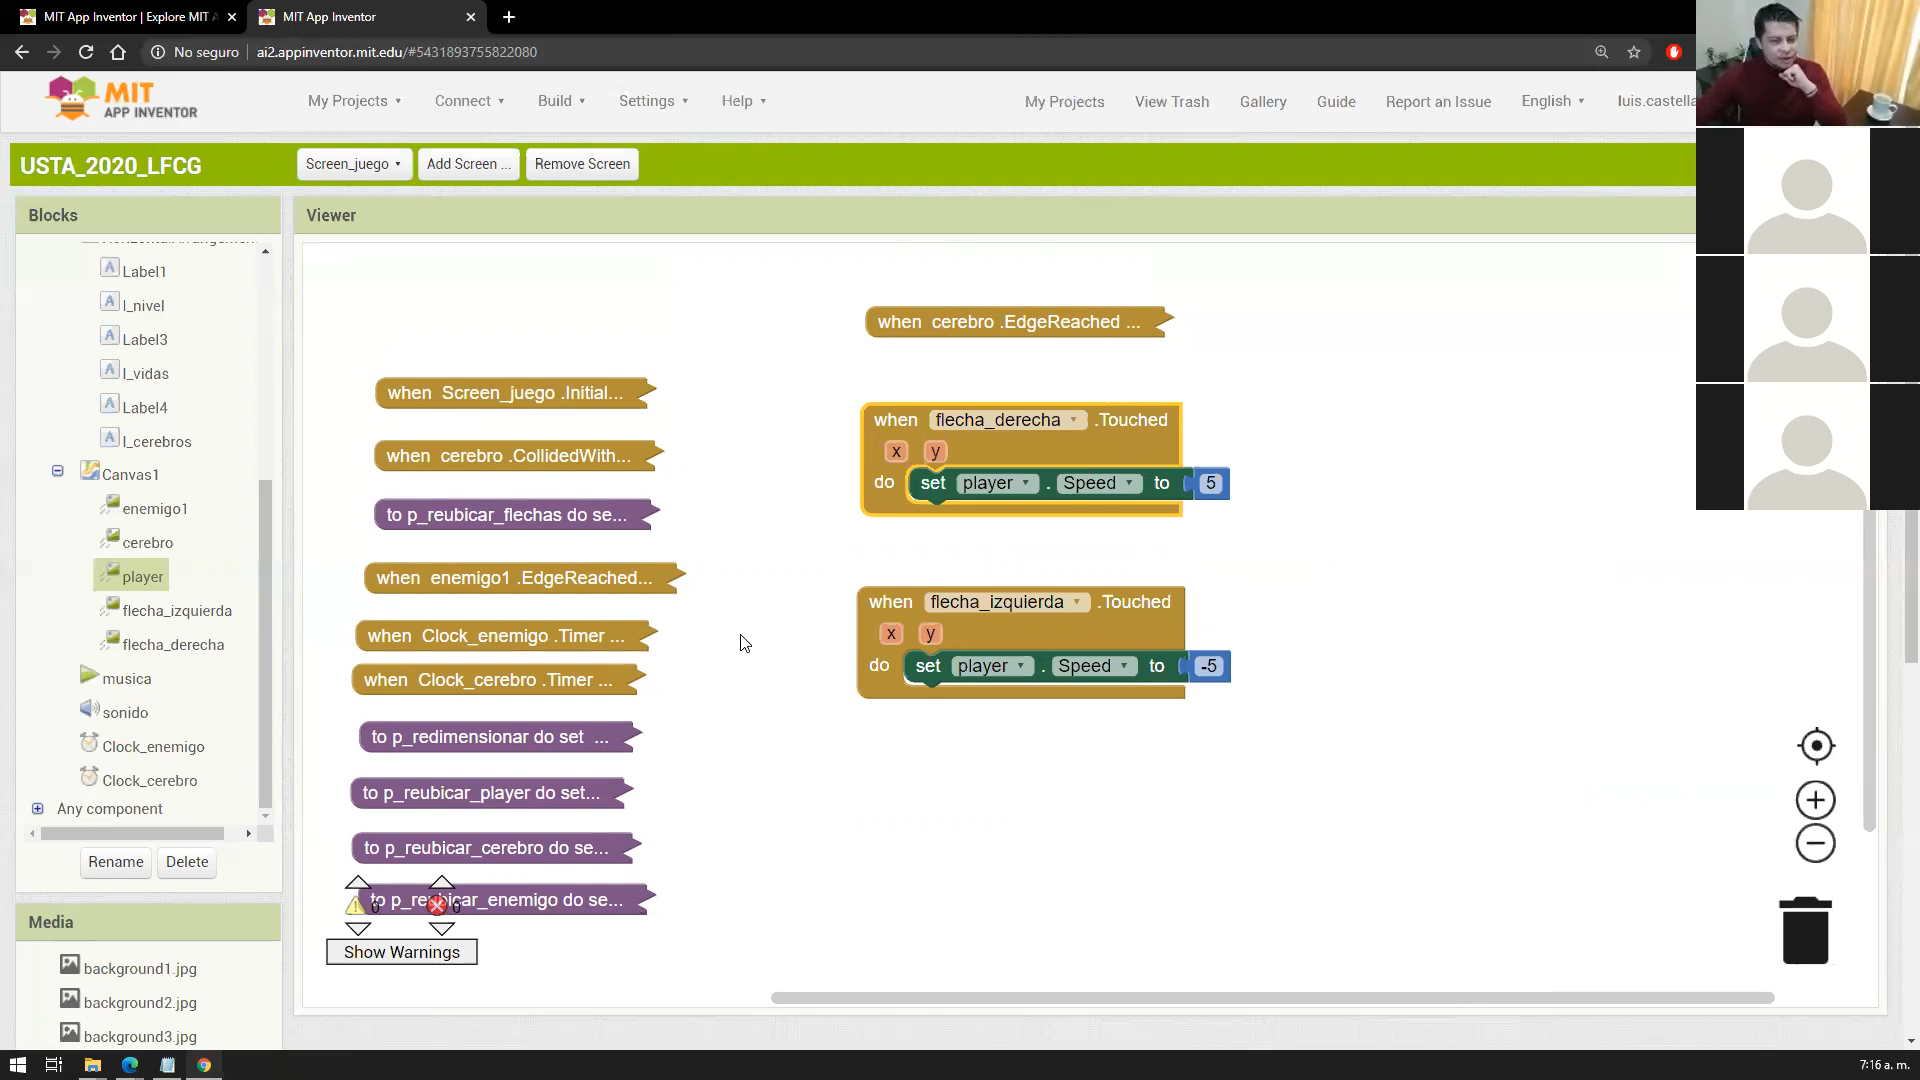 MIT App Inventor | Explore MIT A
MIT App Inventor
No seguro
ai2.appinventor.mit.edu/#5431893755822080
MIT
APP INVENTOR
My Projects
Connect
Build
Settings
Help
My Projects
View Trash
Gallery
Guide
Report an Issue
English
luis.castella
USTA_2020_LFCG
Screen_juego
Add Screen ...
Remove Screen
Blocks
Label1
l_nivel
Label3
l_vidas
Label4
l_cerebros
Canvas1
enemigo1
cerebro
player
flecha_izquierda
flecha_derecha
musica
sonido
Clock_enemigo
Clock_cerebro
Any component
Rename
Delete
Media
background1.jpg
background2.jpg
background3.jpg
Viewer
when Screen_juego .Initial...
when cerebro .CollidedWith...
to p_reubicar_flechas do se...
when enemigo1 .EdgeReached...
when Clock_enemigo .Timer ...
when Clock_cerebro .Timer ...
to p_redimensionar do set ...
to p_reubicar_player do set...
to p_reubicar_cerebro do se...
to p_reubicar_enemigo do se...
0
0
Show Warnings
when cerebro .EdgeReached ...
when flecha_derecha .Touched
x y
do set player . Speed to 5
when flecha_izquierda .Touched
x y
do set player . Speed to -5
7:16 a. m.